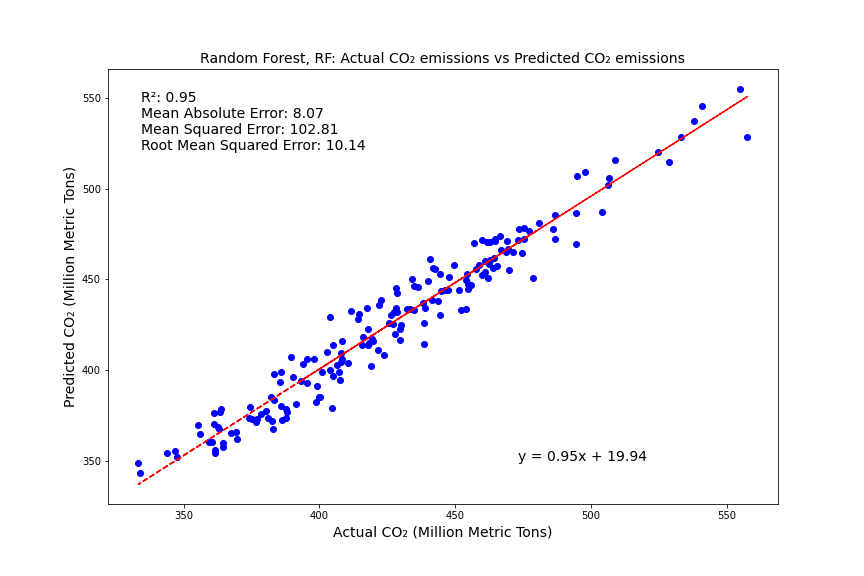 Random Forest, RF: Actual CO₂ emissions vs Predicted CO₂ emissions
R²: 0.95
Mean Absolute Error: 8.07
Mean Squared Error: 102.81
Root Mean Squared Error: 10.14
Predicted CO₂ (Million Metric Tons)
550
500
450
400
350
y = 0.95x + 19.94
350 400 450 500 550
Actual CO₂ (Million Metric Tons)